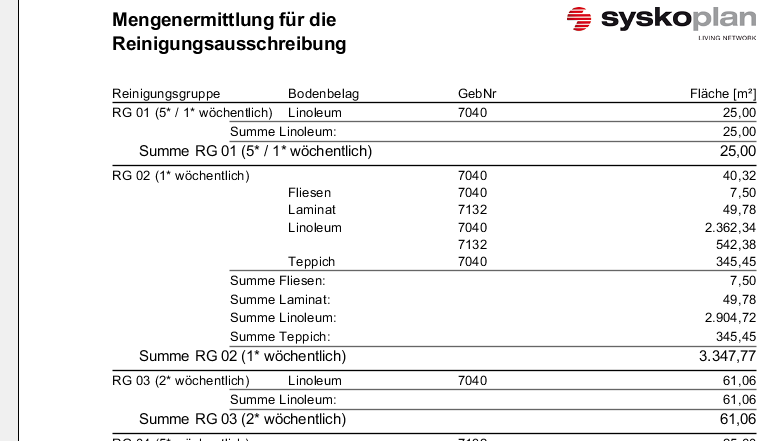 Mengenermittlung für die
Reinigungsausschreibung
syskoplan
LIVING NETWORK
Reinigungsgruppe Bodenbelag GebNr Fläche [m²]
RG 01 (5* / 1* wöchentlich) Linoleum 7040 25,00
Summe Linoleum: 25,00
Summe RG 01 (5* / 1* wöchentlich) 25,00
RG 02 (1* wöchentlich) 7040 40,32
Fliesen 7040 7,50
Laminat 7132 49,78
Linoleum 7040 2.362,34
7132 542,38
Teppich 7040 345,45
Summe Fliesen: 7,50
Summe Laminat: 49,78
Summe Linoleum: 2.904,72
Summe Teppich: 345,45
Summe RG 02 (1* wöchentlich) 3.347,77
RG 03 (2* wöchentlich) Linoleum 7040 61,06
Summe Linoleum: 61,06
Summe RG 03 (2* wöchentlich) 61,06